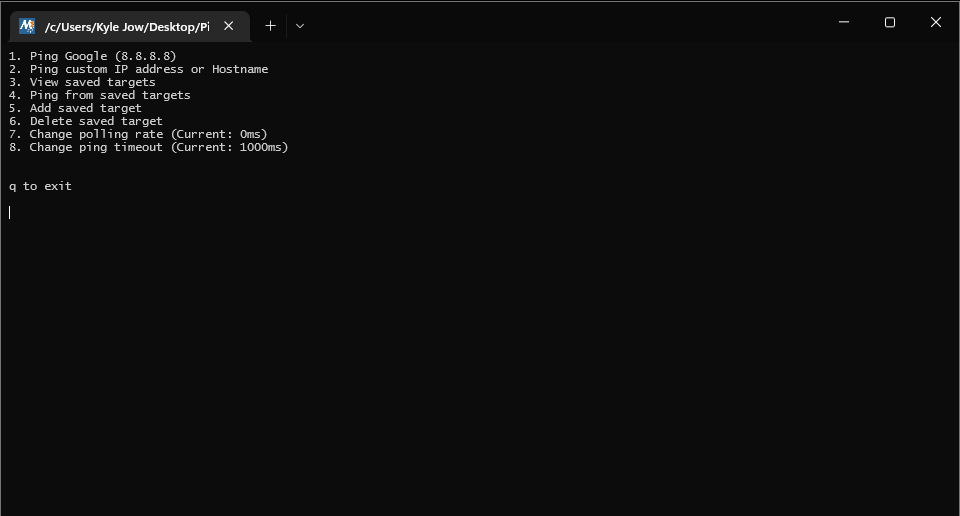 /c/Users/Kyle Jow/Desktop/Pi
1. Ping Google (8.8.8.8)
2. Ping custom IP address or Hostname
3. View saved targets
4. Ping from saved targets
5. Add saved target
6. Delete saved target
7. Change polling rate (Current: 0ms)
8. Change ping timeout (Current: 1000ms)
q to exit